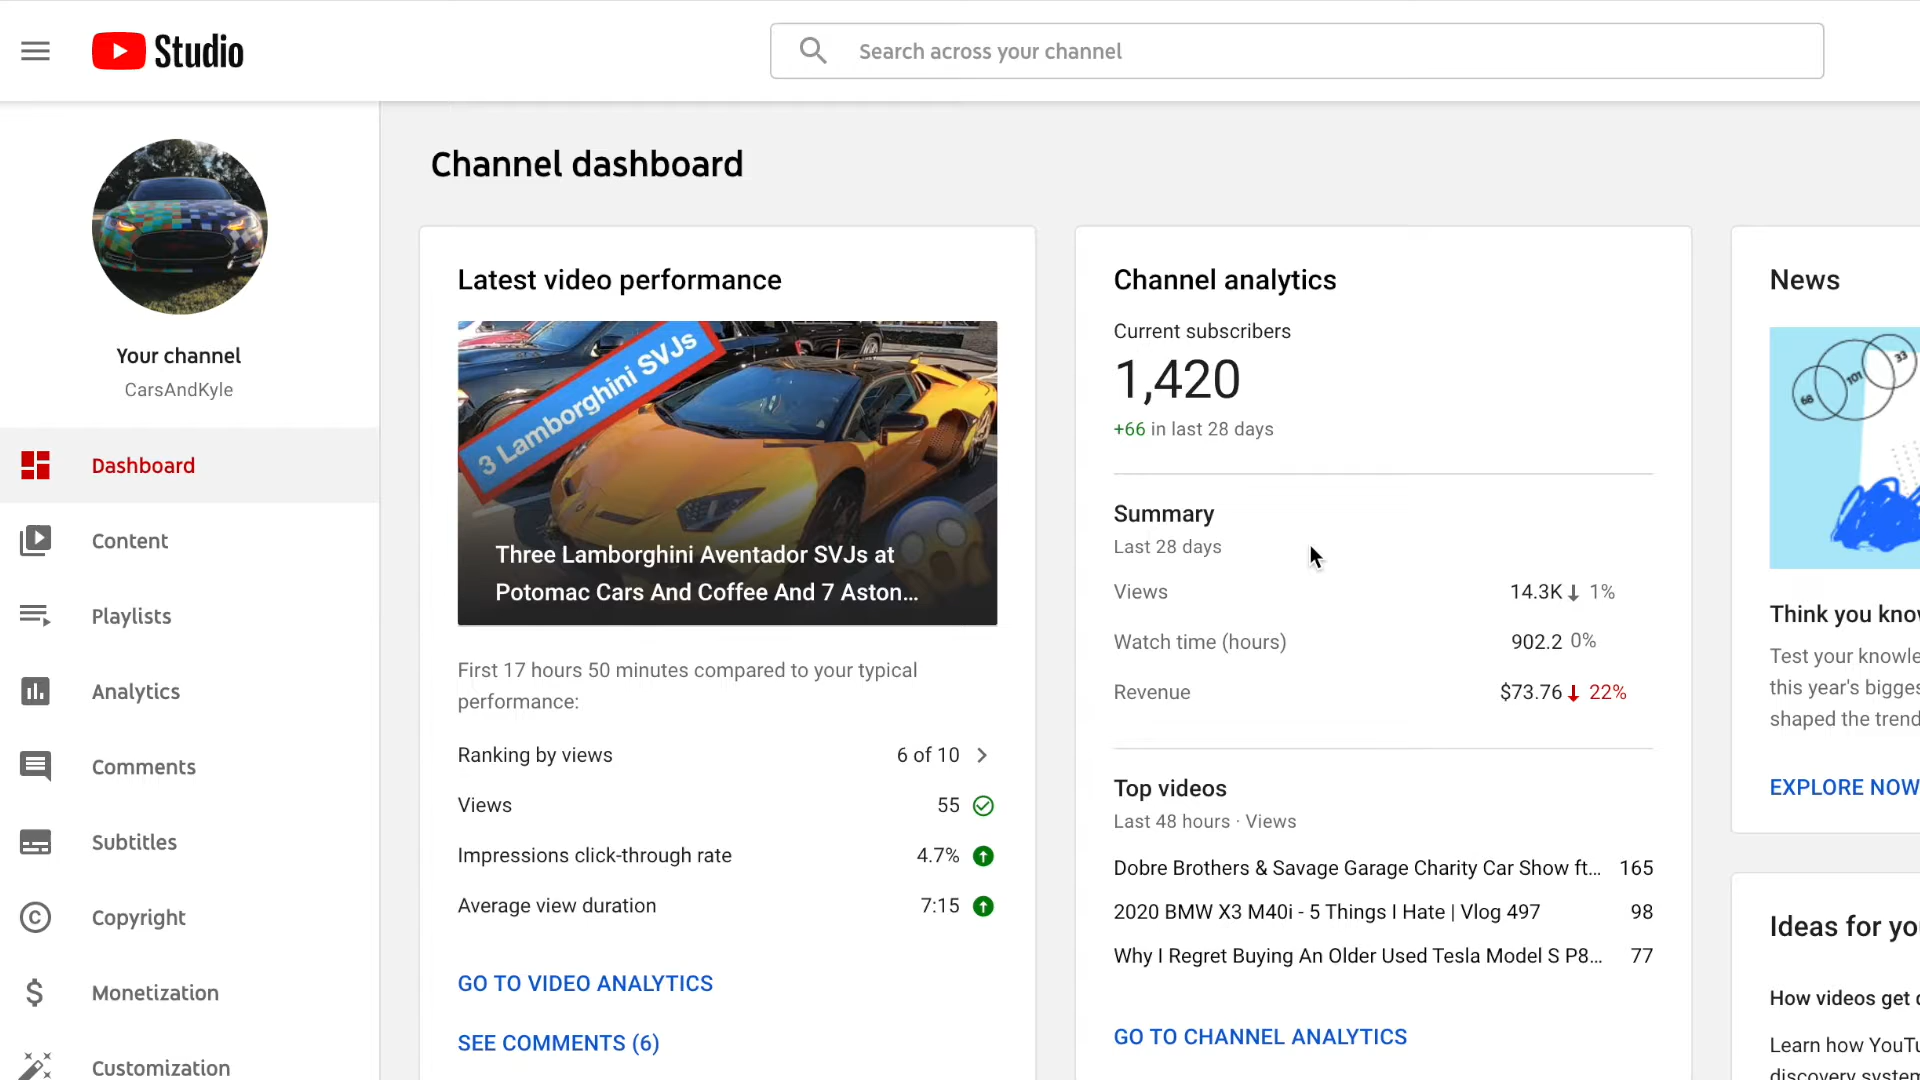 Studio
Search across your channel
Your channel
CarsAndKyle
Dashboard
Content
Playlists
Analytics
Comments
Subtitles
Copyright
Monetization
Customization
Channel dashboard
Latest video performance
3 Lamborghini SVJs
Three Lamborghini Aventador SVJs at
Potomac Cars And Coffee And 7 Aston...
First 17 hours 50 minutes compared to your typical
performance:
Ranking by views 6 of 10
Views 55
Impressions click-through rate 4.7%
Average view duration 7:15
GO TO VIDEO ANALYTICS
SEE COMMENTS (6)
Channel analytics
Current subscribers
1,420
+66 in last 28 days
Summary
Last 28 days
Views 14.3K 1%
Watch time (hours) 902.2 0%
Revenue $73.76 22%
Top videos
Last 48 hours · Views
Dobre Brothers & Savage Garage Charity Car Show ft... 165
2020 BMW X3 M40i - 5 Things I Hate | Vlog 497 98
Why I Regret Buying An Older Used Tesla Model S P8... 77
GO TO CHANNEL ANALYTICS
News
68 101 33
Think you kno
Test your knowle
this year's bigges
shaped the trend
EXPLORE NOW
Ideas for yo
How videos get
Learn how YouTu
discovery system